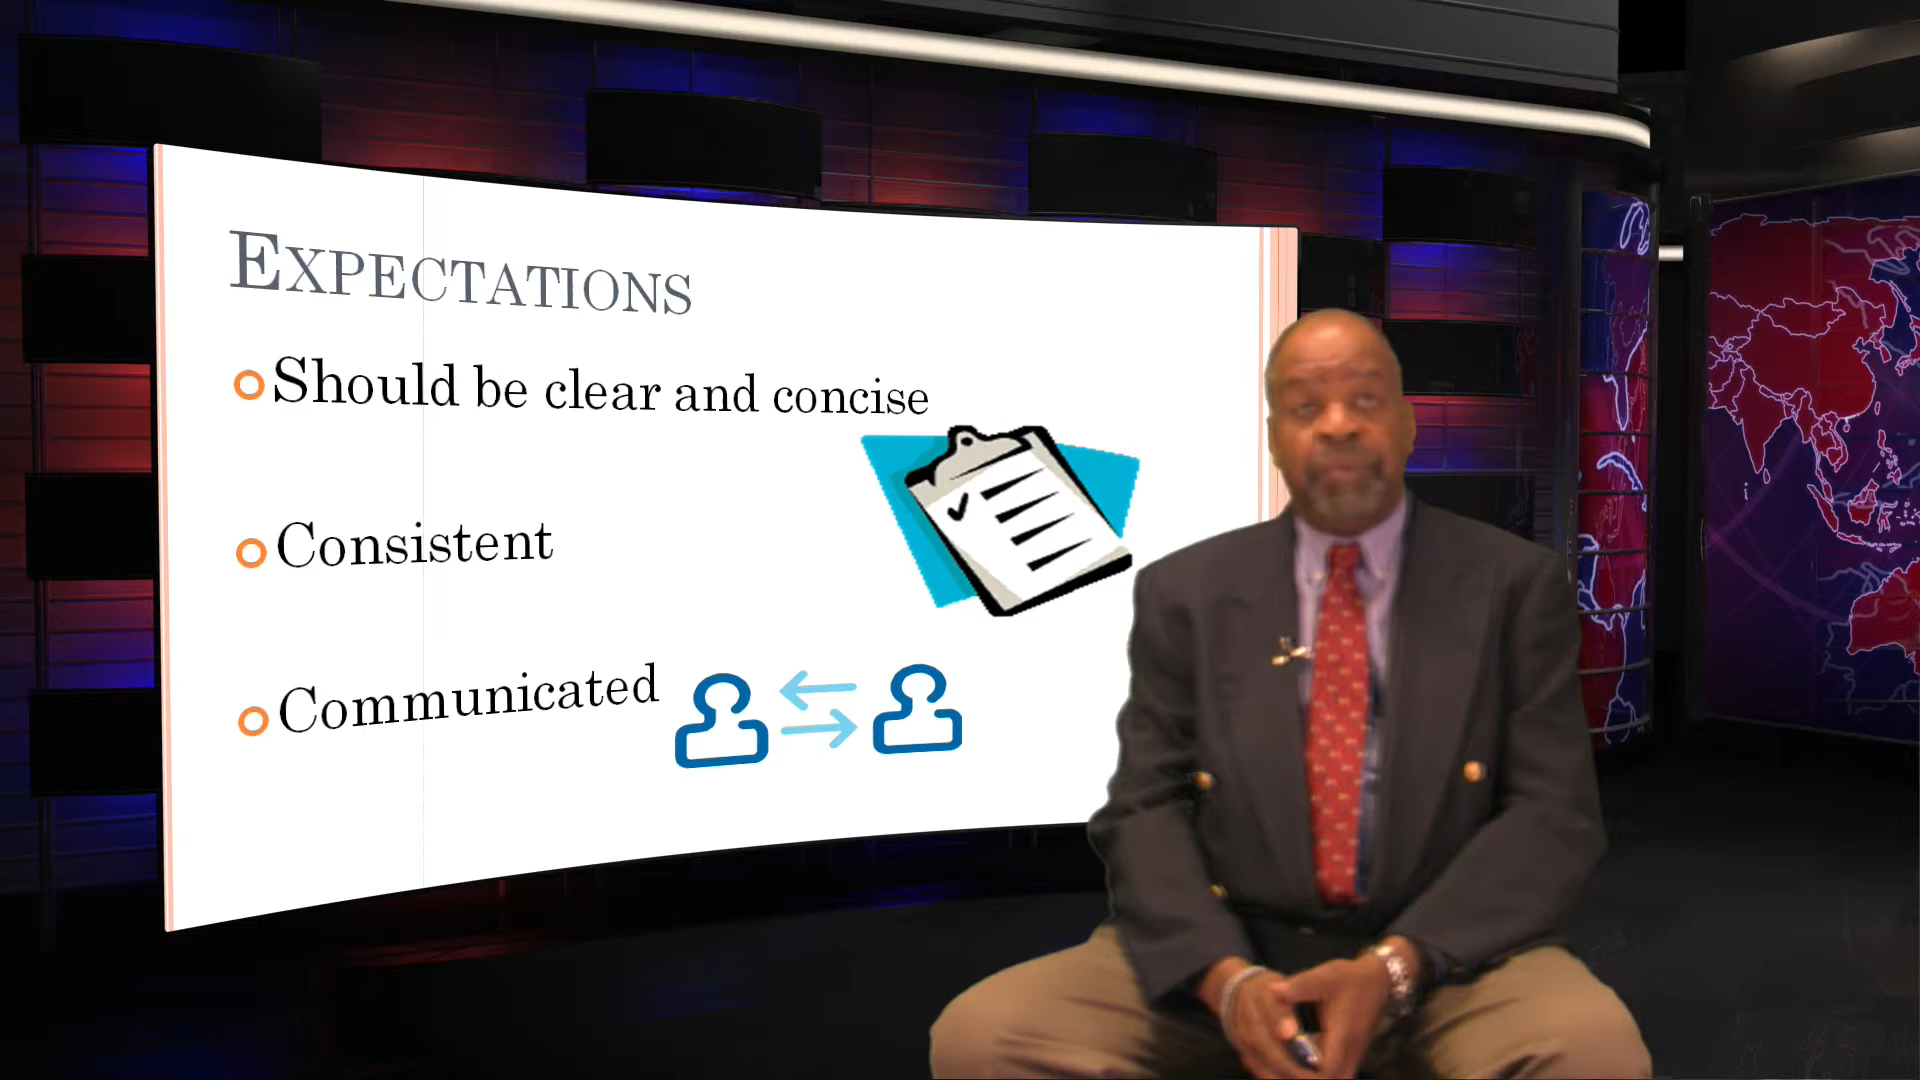 Expectations
Should be clear and concise
Consistent
Communicated